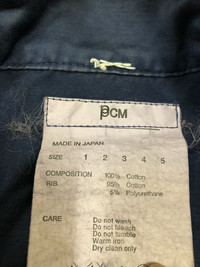 PCM
MADE IN JAPAN
SIZE 1 2 3 4 5
COMPOSITION 100% Cotton
RIB 95% Cotton
5% Polyurethane
CARE Do not wash
Do not bleach
Do not tumble
Warm iron
Dry clean only